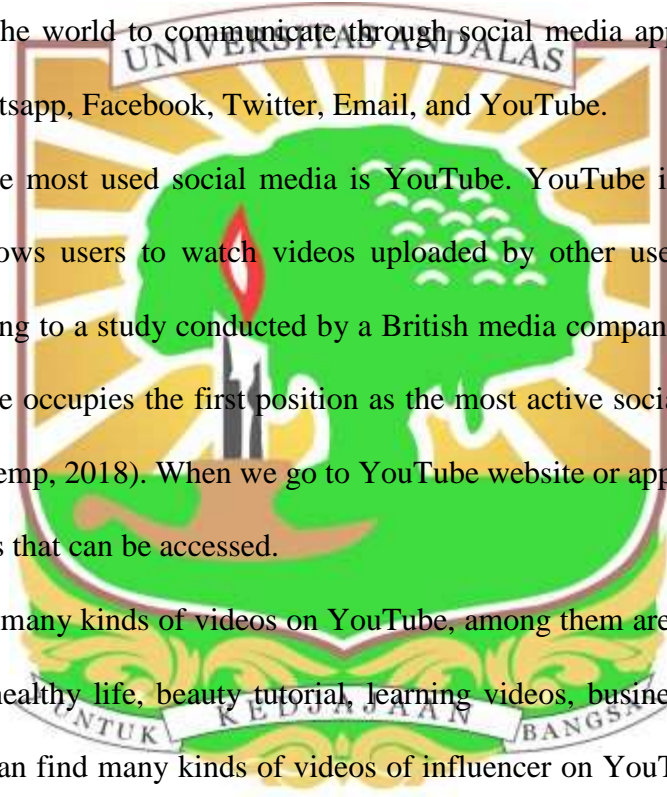 he world to communicate through social media app
UNIVERSITAS ANDALAS
tsapp, Facebook, Twitter, Email, and YouTube.
e most used social media is YouTube. YouTube i
ows users to watch videos uploaded by other use
ng to a study conducted by a British media compan
e occupies the first position as the most active socia
emp, 2018). When we go to YouTube website or app
s that can be accessed.
many kinds of videos on YouTube, among them are
healthy life, beauty tutorial, learning videos, busine
UNTUK KEDJAJAAN BANGSA
an find many kinds of videos of influencer on YouT